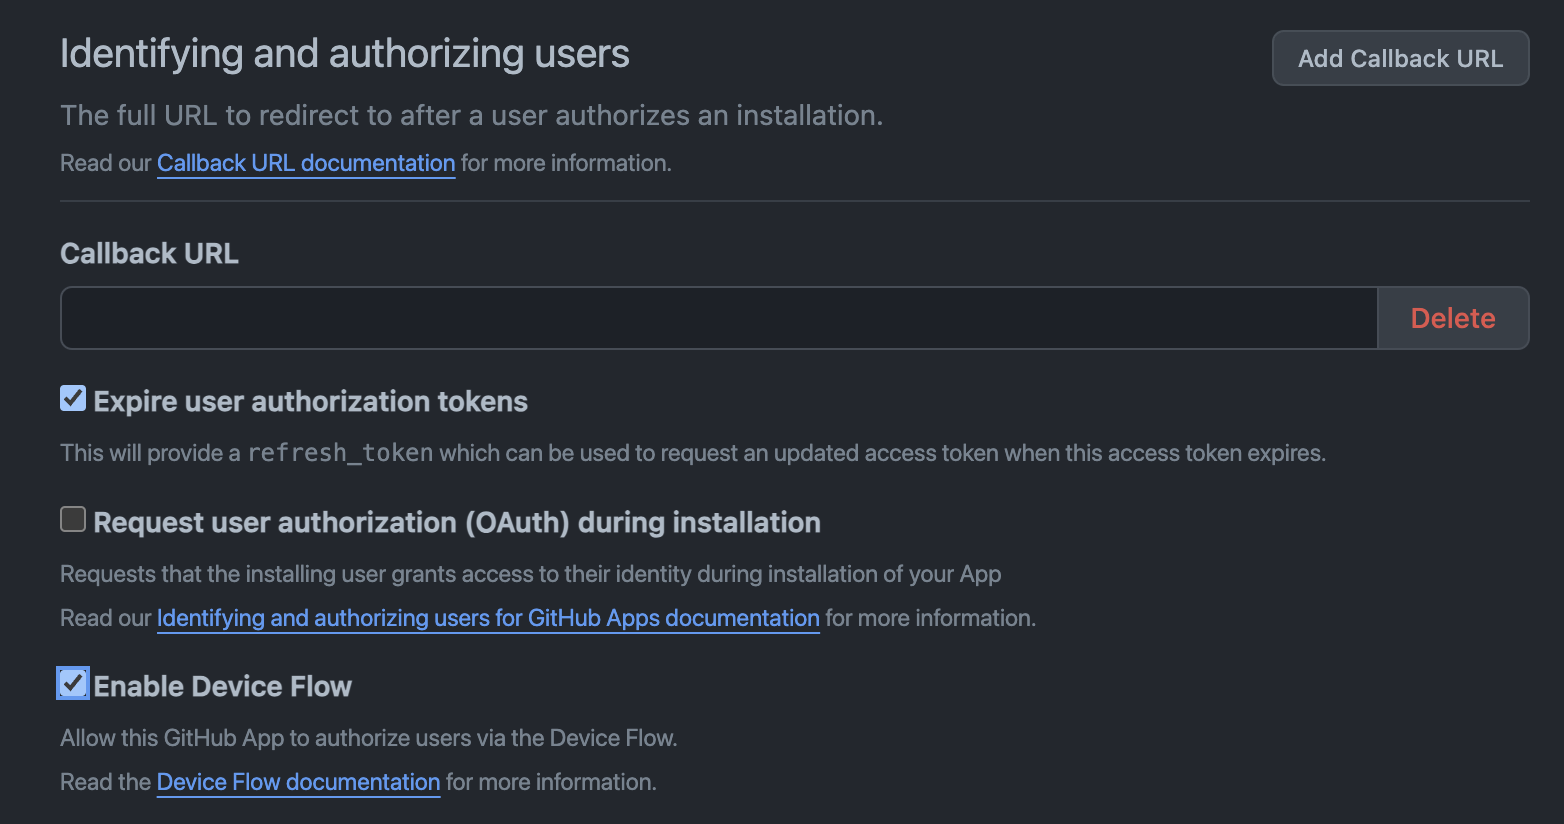 Identifying and authorizing users
Add Callback URL
The full URL to redirect to after a user authorizes an installation.
Read our Callback URL documentation for more information.
Callback URL
Delete
Expire user authorization tokens
This will provide a refresh_token which can be used to request an updated access token when this access token expires.
Request user authorization (OAuth) during installation
Requests that the installing user grants access to their identity during installation of your App
Read our Identifying and authorizing users for GitHub Apps documentation for more information.
Enable Device Flow
Allow this GitHub App to authorize users via the Device Flow.
Read the Device Flow documentation for more information.